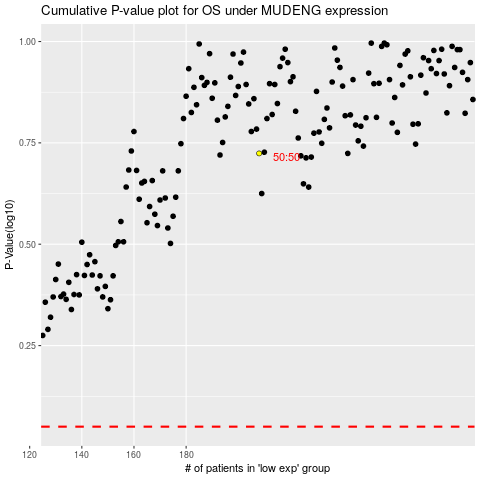 Cumulative P-value plot for OS under MUDENG expression
P-Value(log10)
1.00
0.75
0.50
0.25
50:50
120 140 160 180
# of patients in 'low exp' group